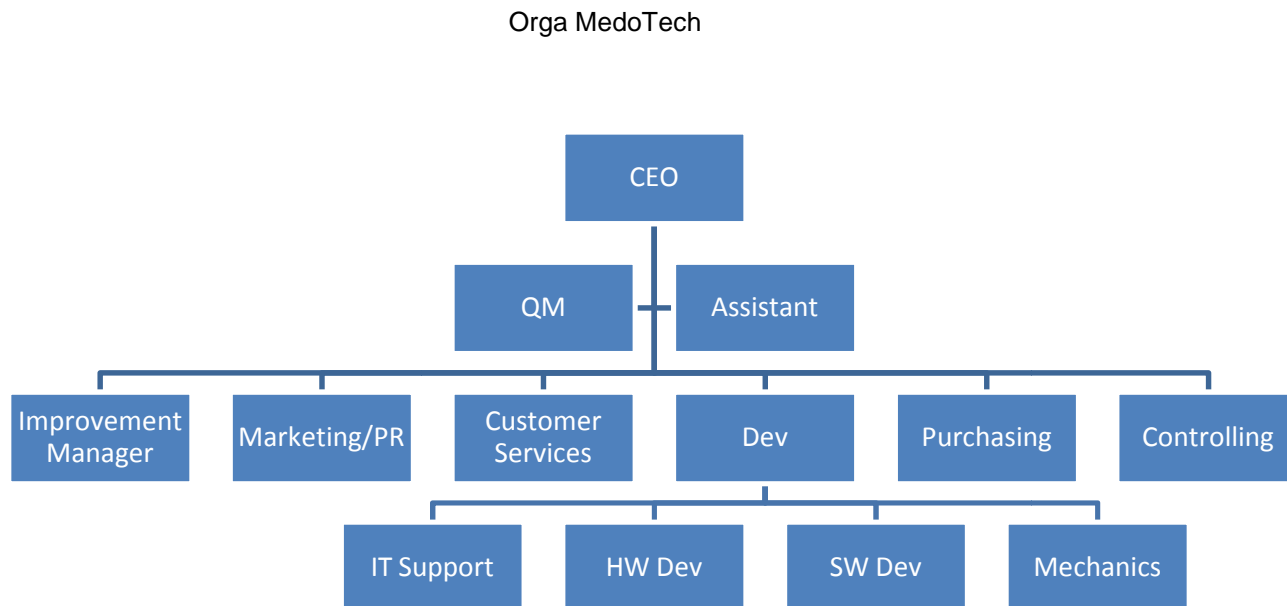 Orga MedoTech
CEO
QM
Assistant
Improvement
Manager
Marketing/PR
Customer
Services
Dev
Purchasing
Controlling
IT Support
HW Dev
SW Dev
Mechanics